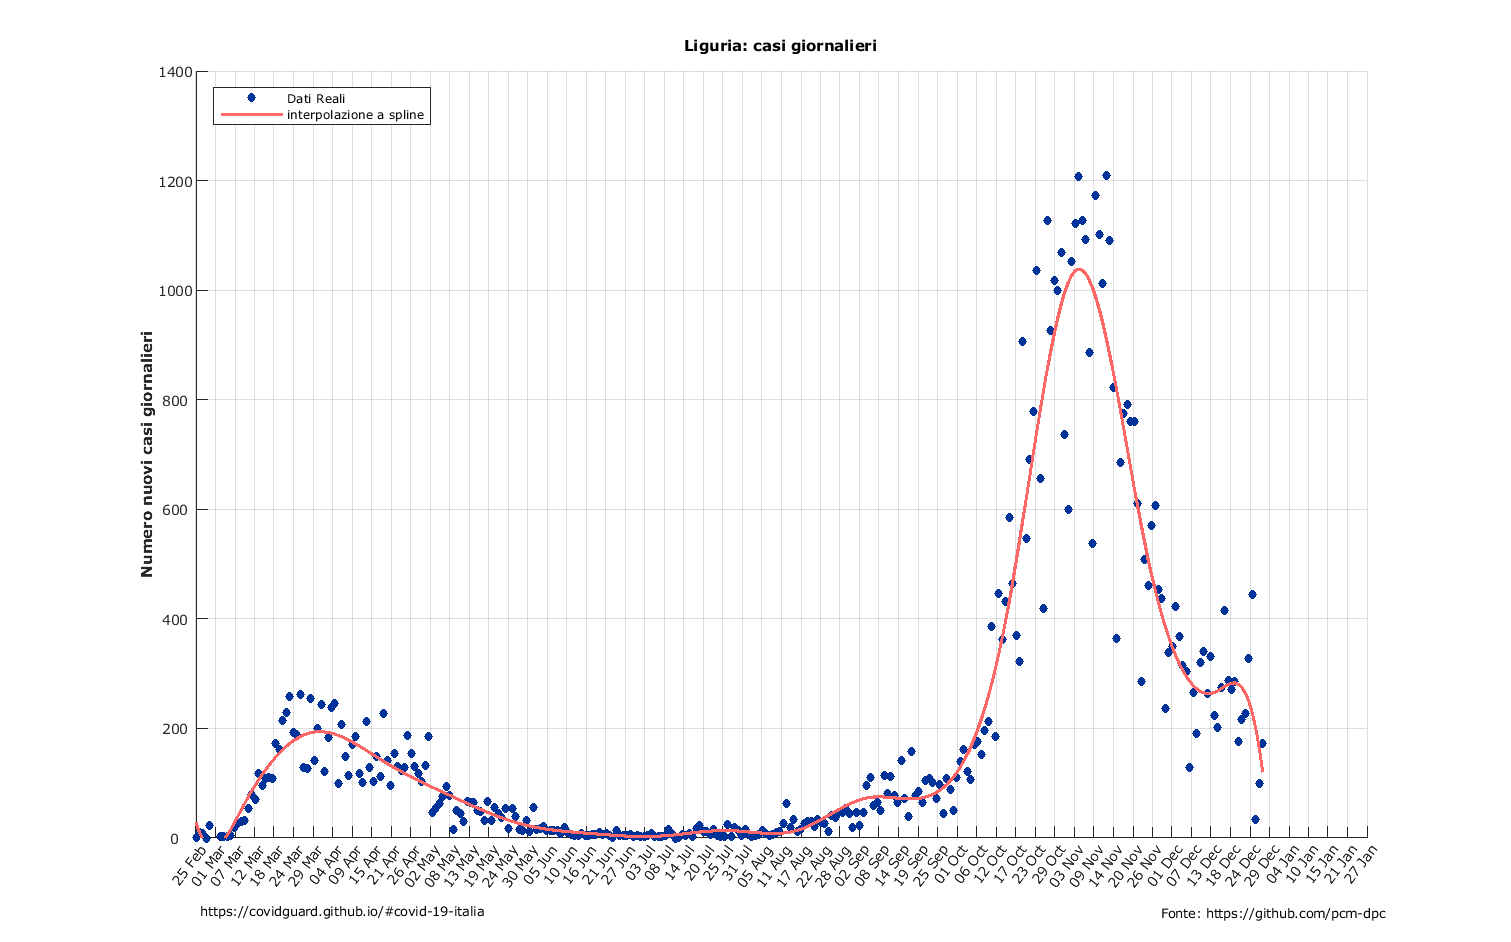 Liguria: casi giornalieri
1400
1200
1000
800
600
400
200
0
Dati Reali
interpolazione a spline
Numero nuovi casi giornalieri
25 Feb
01 Mar
07 Mar
12 Mar
18 Mar
24 Mar
29 Mar
04 Apr
09 Apr
15 Apr
21 Apr
26 Apr
02 May
08 May
13 May
19 May
24 May
30 May
05 Jun
10 Jun
16 Jun
21 Jun
27 Jun
03 Jul
08 Jul
14 Jul
20 Jul
25 Jul
31 Jul
05 Aug
11 Aug
17 Aug
22 Aug
28 Aug
02 Sep
08 Sep
14 Sep
19 Sep
25 Oct
01 Oct
06 Oct
12 Oct
17 Oct
23 Oct
29 Nov
03 Nov
09 Nov
14 Nov
20 Nov
26 Dec
01 Dec
07 Dec
13 Dec
18 Dec
24 Dec
29 Dec
04 Jan
10 Jan
15 Jan
21 Jan
27 Jan
https://covidguard.github.io/#covid-19-italia
Fonte: https://github.com/pcm-dpc